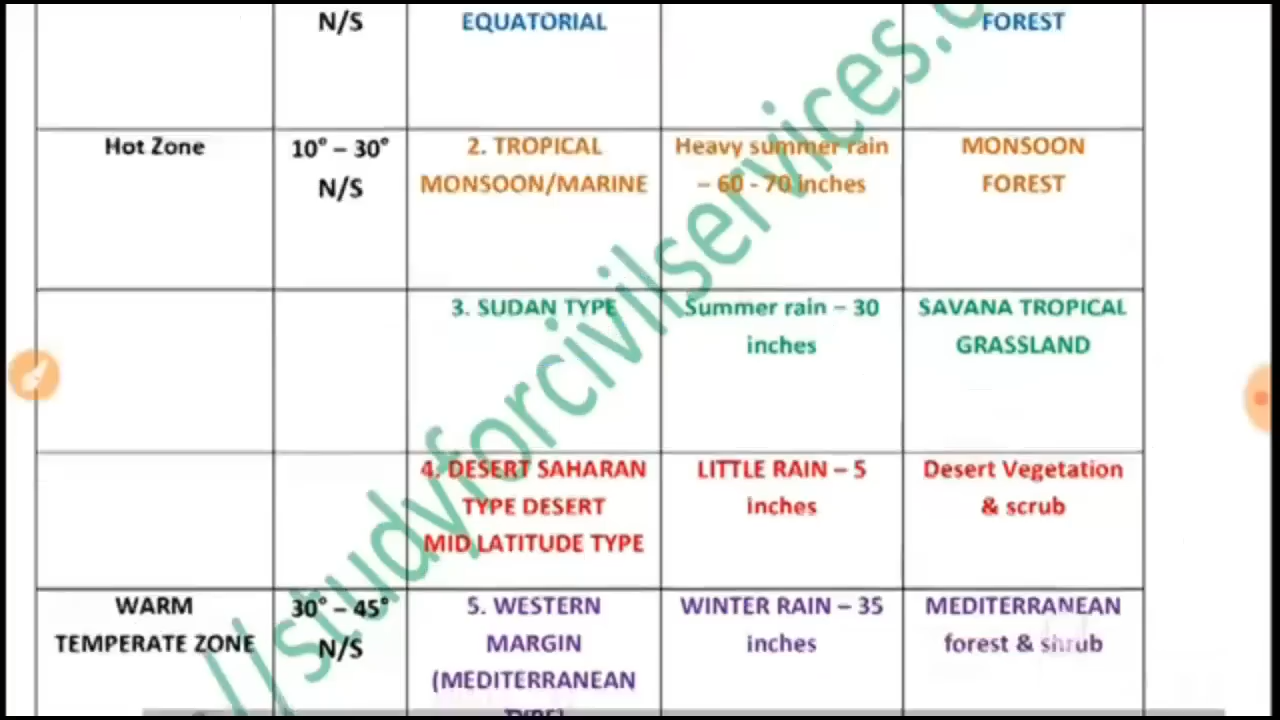 N/S
EQUATORIAL
FOREST
Hot Zone
10° – 30°
N/S
2. TROPICAL
MONSOON/MARINE
Heavy summer rain
– 60 - 70 inches
MONSOON
FOREST
3. SUDAN TYPE
Summer rain – 30
inches
SAVANA TROPICAL
GRASSLAND
4. DESERT SAHARAN
TYPE DESERT
MID LATITUDE TYPE
LITTLE RAIN – 5
inches
Desert Vegetation
& scrub
WARM
TEMPERATE ZONE
30° – 45°
N/S
5. WESTERN
MARGIN
(MEDITERRANEAN
TYPE)
WINTER RAIN – 35
inches
MEDITERRANEAN
forest & shrub
//studyforcivilservices.c